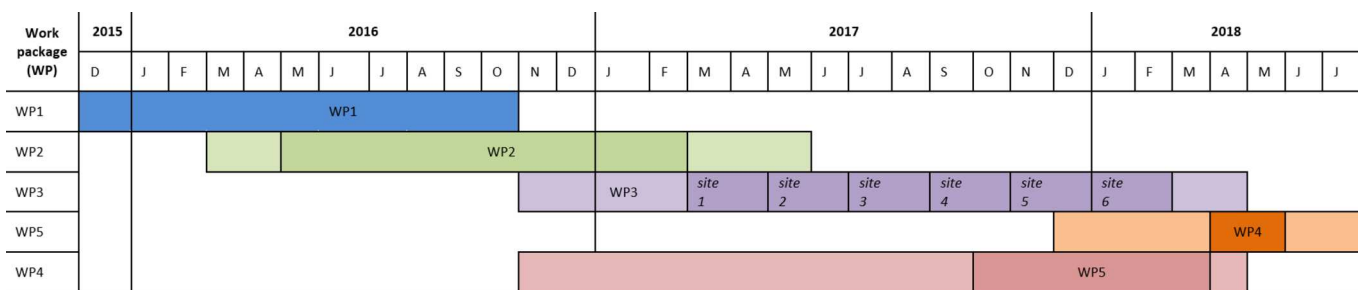 Work package (WP) 2015 2016 2017 2018
D J F M A M J J A S O N D J F M A M J J A S O N D J F M A M J J
WP1 WP1
WP2 WP2
WP3 WP3 site 1 site 2 site 3 site 4 site 5 site 6
WP5 WP4
WP4 WP5